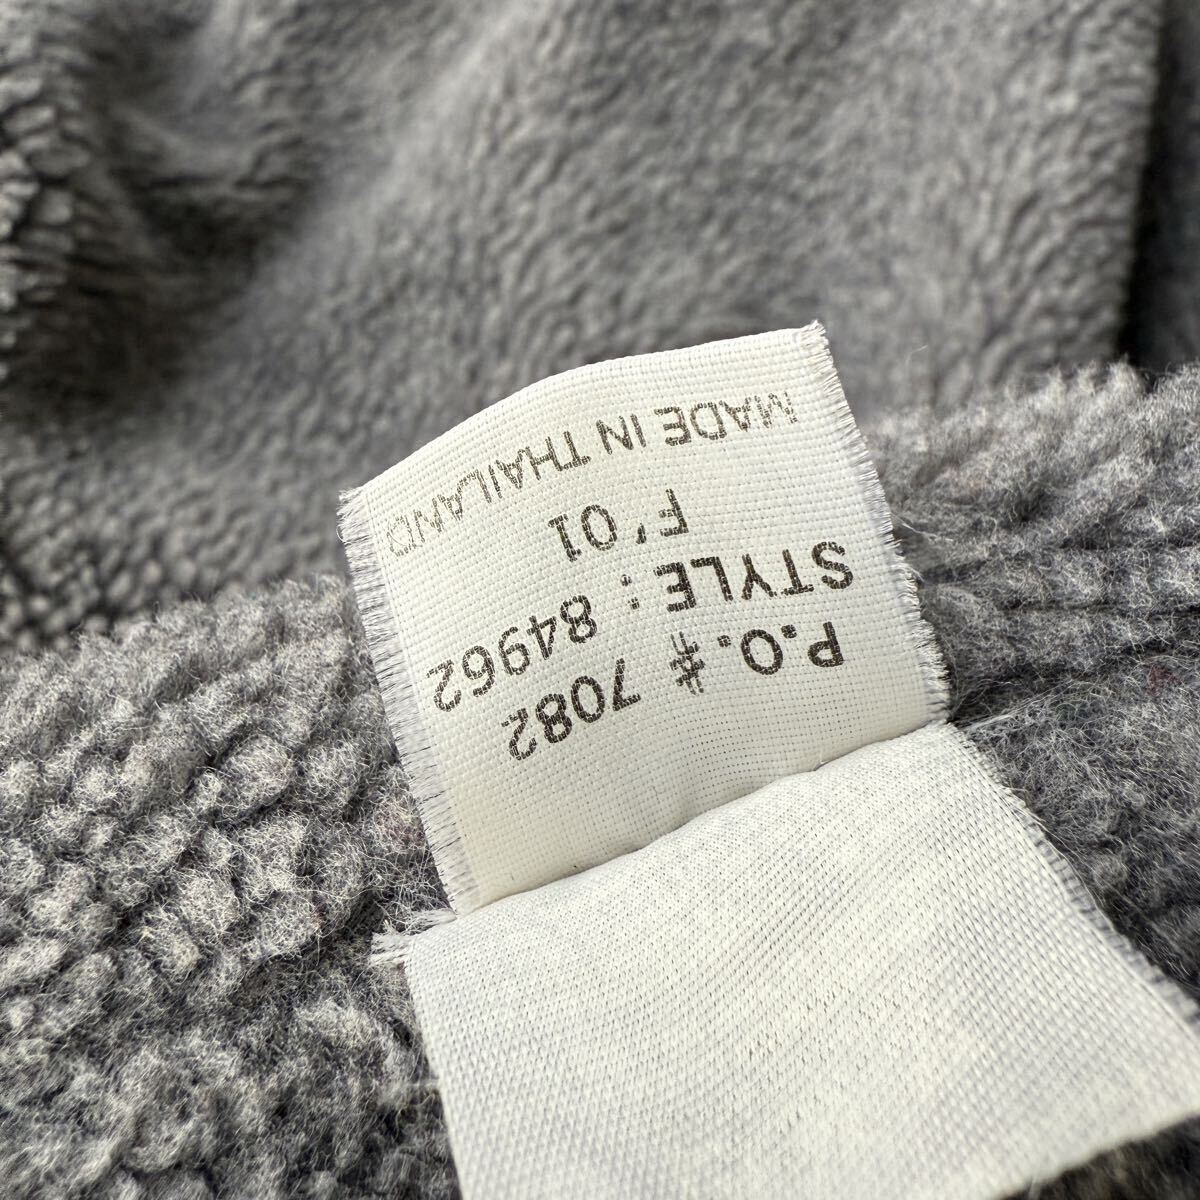 P.O.# 7082
STYLE: 84962
F'01
MADE IN THAILAND